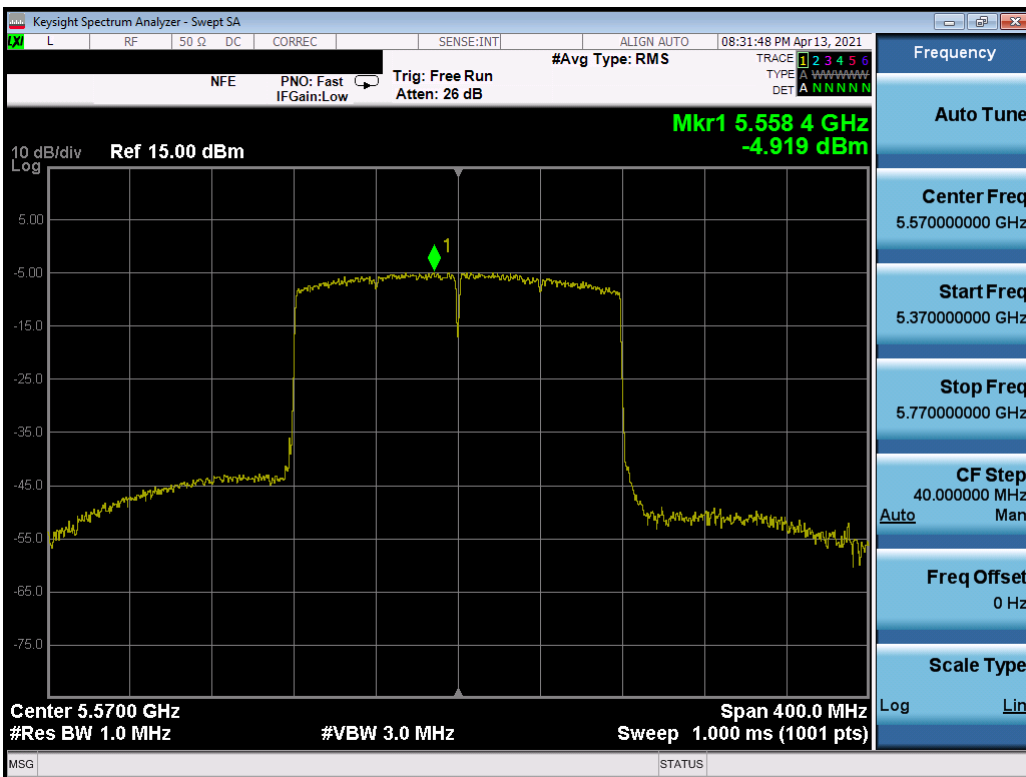 Keysight Spectrum Analyzer - Swept SA
LXI L RF 50 Ω DC CORREC SENSE:INT ALIGN AUTO 08:31:48 PM Apr 13, 2021
NFE PNO: Fast IFGain:Low Trig: Free Run Atten: 26 dB #Avg Type: RMS
TRACE 1 2 3 4 5 6
TYPE A WWWWW
DET A N N N N N
Mkr1 5.558 4 GHz
-4.919 dBm
10 dB/div Ref 15.00 dBm
Log
1
5.00
-5.00
-15.0
-25.0
-35.0
-45.0
-55.0
-65.0
-75.0
Center 5.5700 GHz Span 400.0 MHz
#Res BW 1.0 MHz #VBW 3.0 MHz Sweep 1.000 ms (1001 pts)
MSG STATUS
Frequency
Auto Tune
Center Freq
5.570000000 GHz
Start Freq
5.370000000 GHz
Stop Freq
5.770000000 GHz
CF Step
40.000000 MHz
Auto Man
Freq Offset
0 Hz
Scale Type
Log Lin